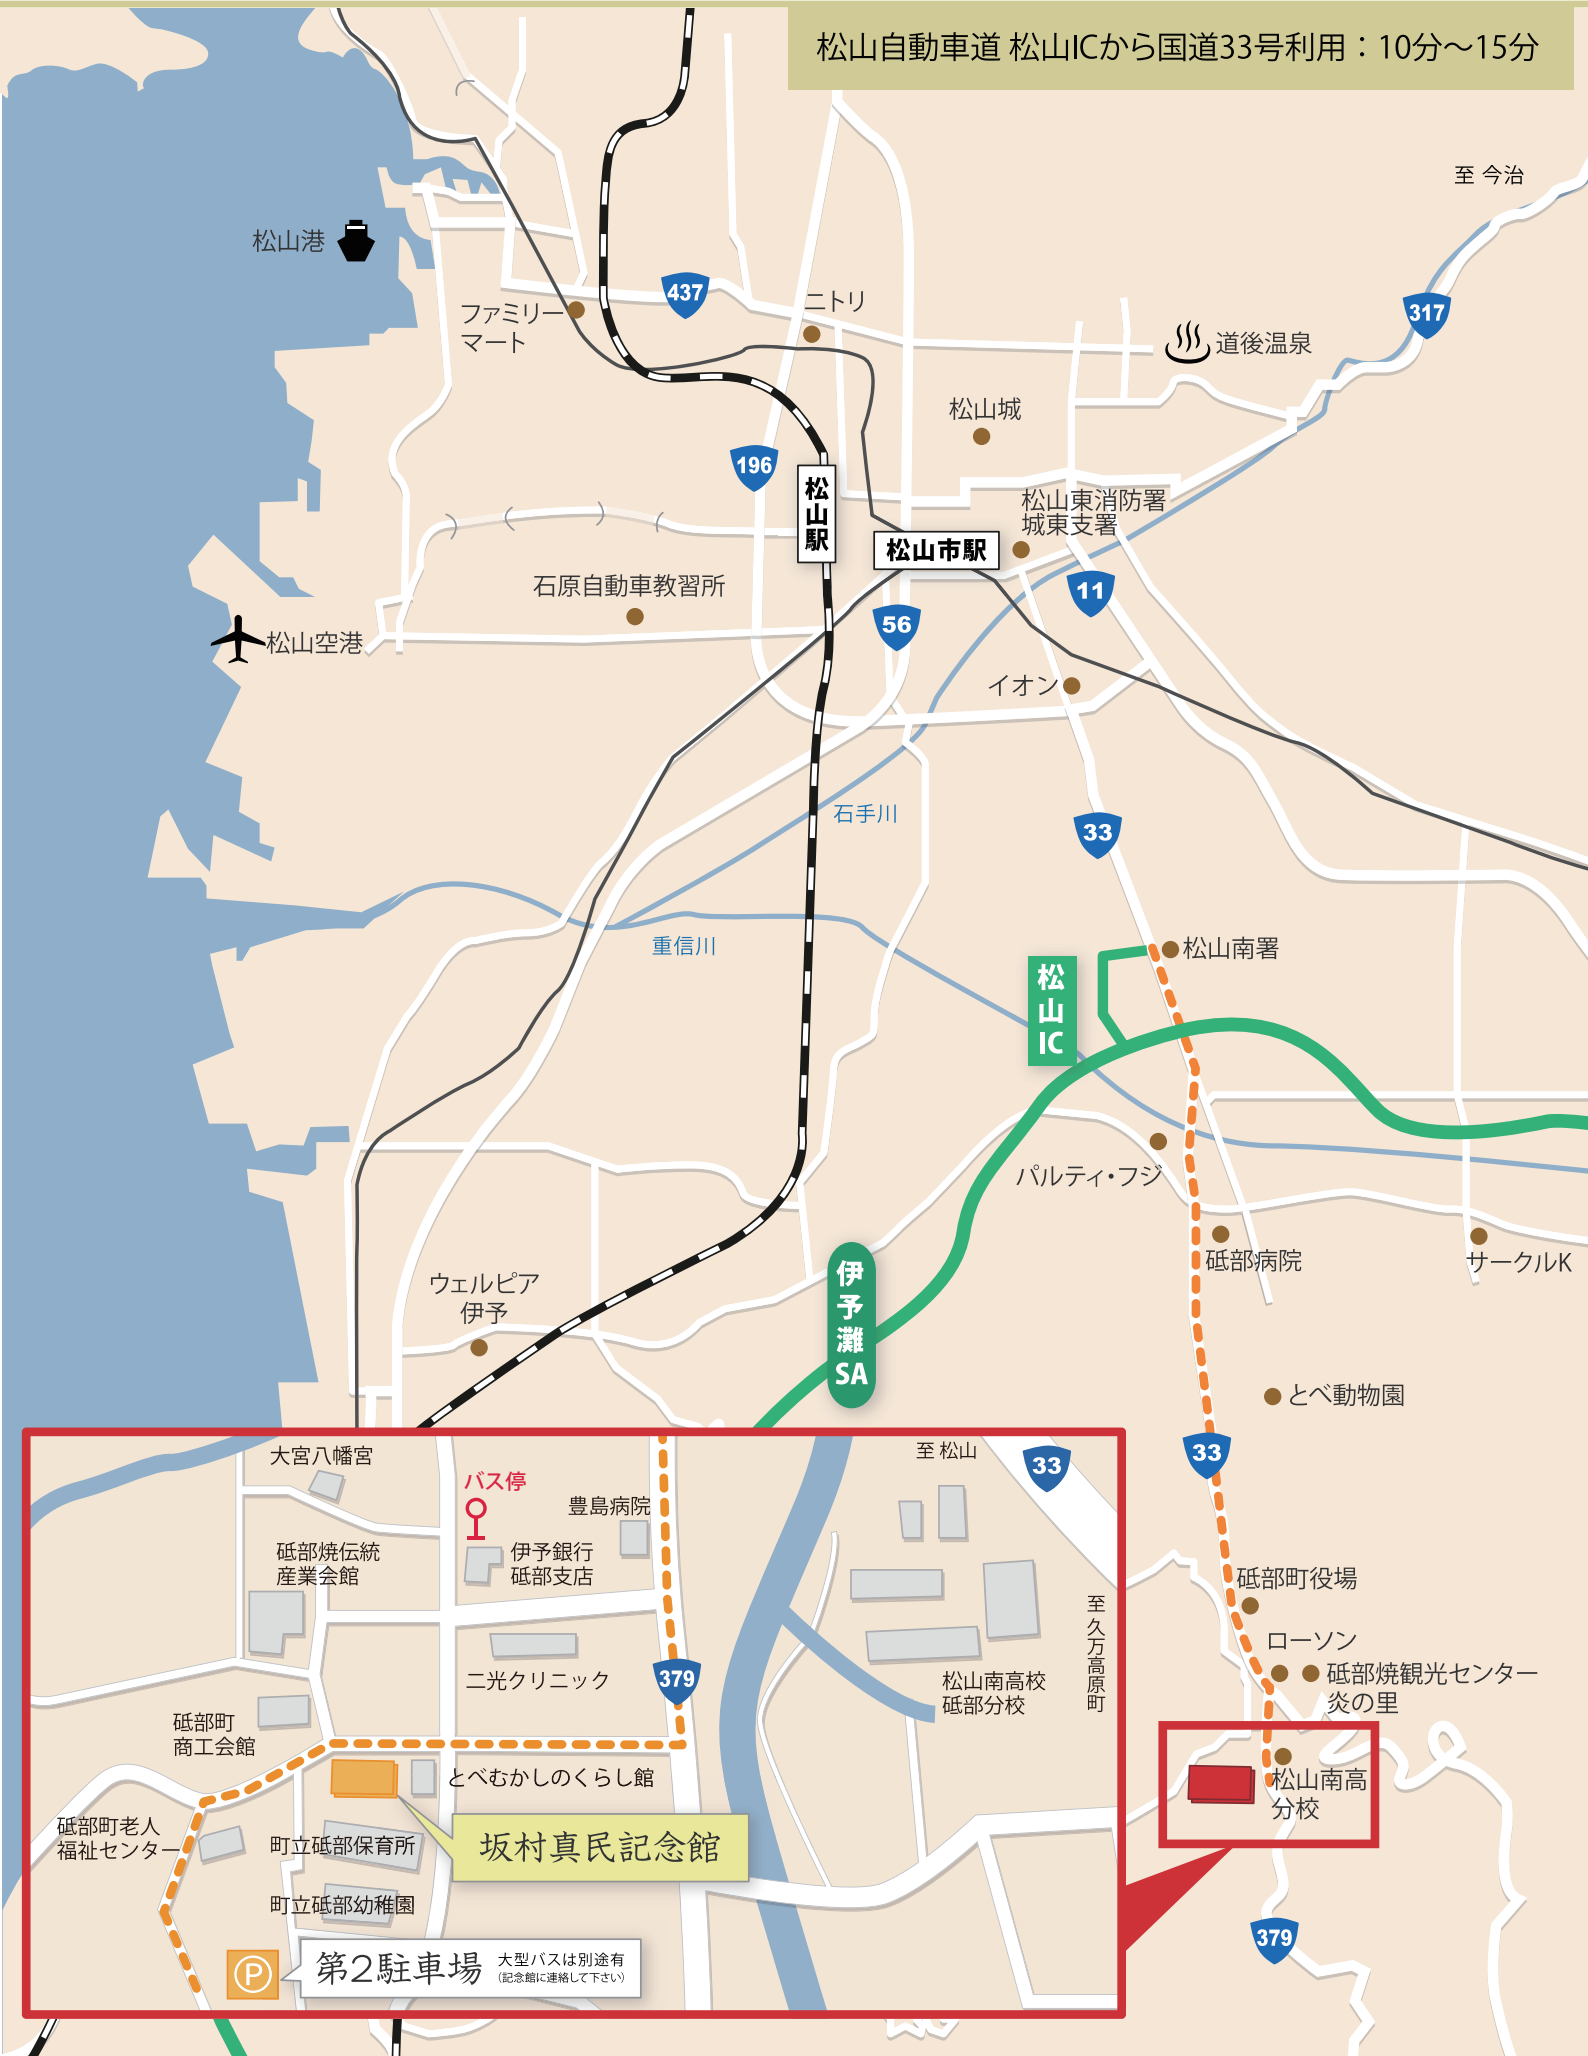 松山自動車道 松山ICから国道33号利用：10分～15分
至 今治
松山港
437
ファミリー
マート
ニトリ
317
道後温泉
松山城
196
松山駅
松山東消防署
城東支署
松山市駅
石原自動車教習所
11
56
松山空港
イオン
石手川
33
重信川
松山南署
松山IC
パルティ・フジ
砥部病院
サークルK
ウェルピア
伊予
伊予灘SA
とべ動物園
33
砥部町役場
ローソン
砥部焼観光センター
炎の里
松山南高
分校
379
大宮八幡宮
バス停
豊島病院
至 松山
33
砥部焼伝統
産業会館
伊予銀行
砥部支店
至 久万高原町
二光クリニック
379
松山南高校
砥部分校
砥部町
商工会館
とべむかしのくらし館
砥部町老人
福祉センター
町立砥部保育所
坂村真民記念館
町立砥部幼稚園
P
第2駐車場 大型バスは別途有
（記念館に連絡して下さい）